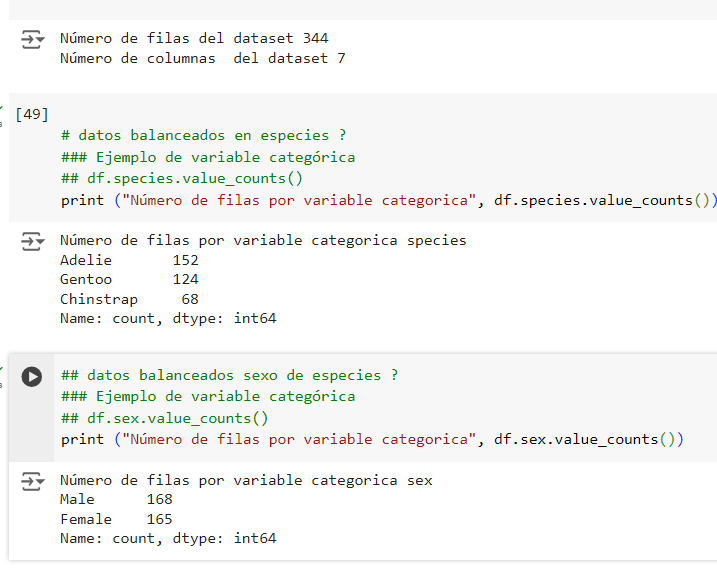 Número de filas del dataset 344
Número de columnas  del dataset 7
[49]
# datos balanceados en especies ?
### Ejemplo de variable categórica
## df.species.value_counts()
print ("Número de filas por variable categorica", df.species.value_counts())
Número de filas por variable categorica species
Adelie       152
Gentoo       124
Chinstrap     68
Name: count, dtype: int64
## datos balanceados sexo de especies ?
### Ejemplo de variable categórica
## df.sex.value_counts()
print ("Número de filas por variable categorica", df.sex.value_counts())
Número de filas por variable categorica sex
Male      168
Female    165
Name: count, dtype: int64